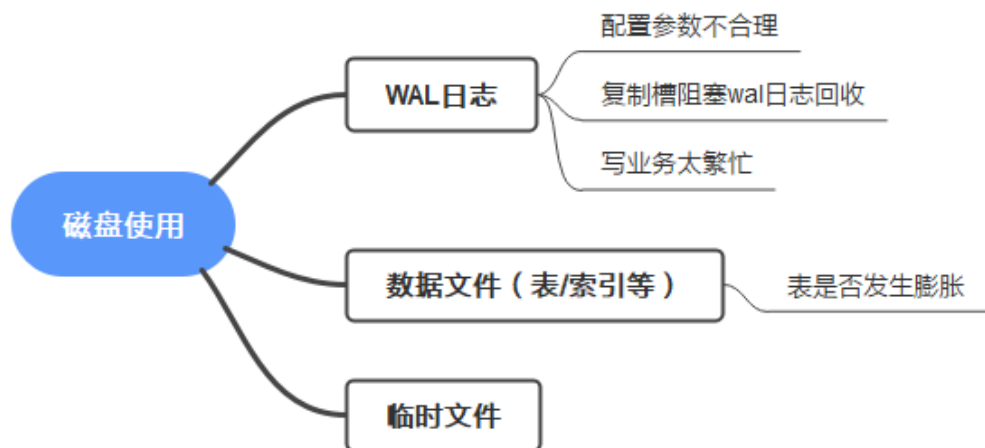 磁盘使用
WAL日志
配置参数不合理
复制槽阻塞wal日志回收
写业务太繁忙
数据文件（表/索引等）
表是否发生膨胀
临时文件